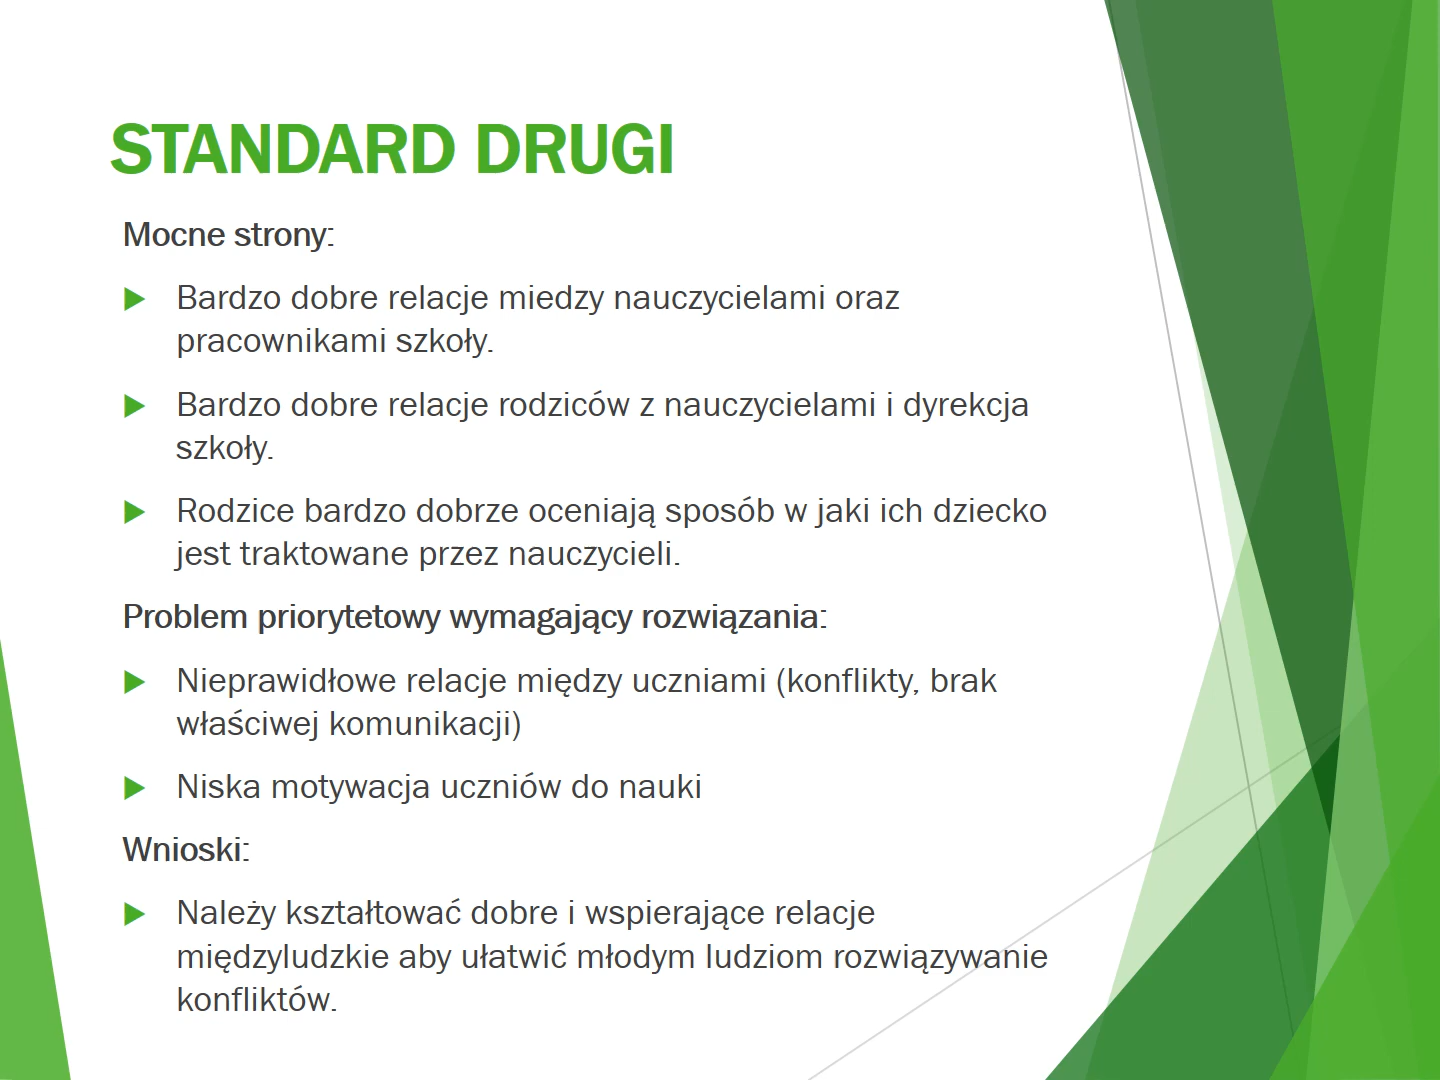 STANDARD DRUGI
Mocne strony:
Bardzo dobre relacje miedzy nauczycielami oraz
pracownikami szkoły.
Bardzo dobre relacje rodziców z nauczycielami i dyrekcja
szkoły.
Rodzice bardzo dobrze oceniają sposób w jaki ich dziecko
jest traktowane przez nauczycieli.
Problem priorytetowy wymagający rozwiązania:
Nieprawidłowe relacje między uczniami (konflikty, brak
właściwej komunikacji)
Niska motywacja uczniów do nauki
Wnioski:
Należy kształtować dobre i wspierające relacje
międzyludzkie aby ułatwić młodym ludziom rozwiązywanie
konfliktów.